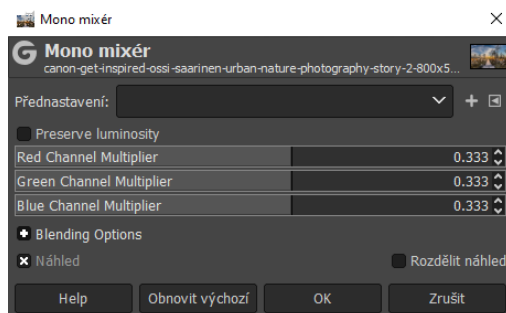 Mono mixér
Mono mixér
canon-get-inspired-ossi-saarinen-urban-nature-photography-story-2-800x5...
Přednastavení:
Preserve luminosity
Red Channel Multiplier 0.333
Green Channel Multiplier 0.333
Blue Channel Multiplier 0.333
Blending Options
Náhled Rozdělit náhled
Help Obnovit výchozí OK Zrušit